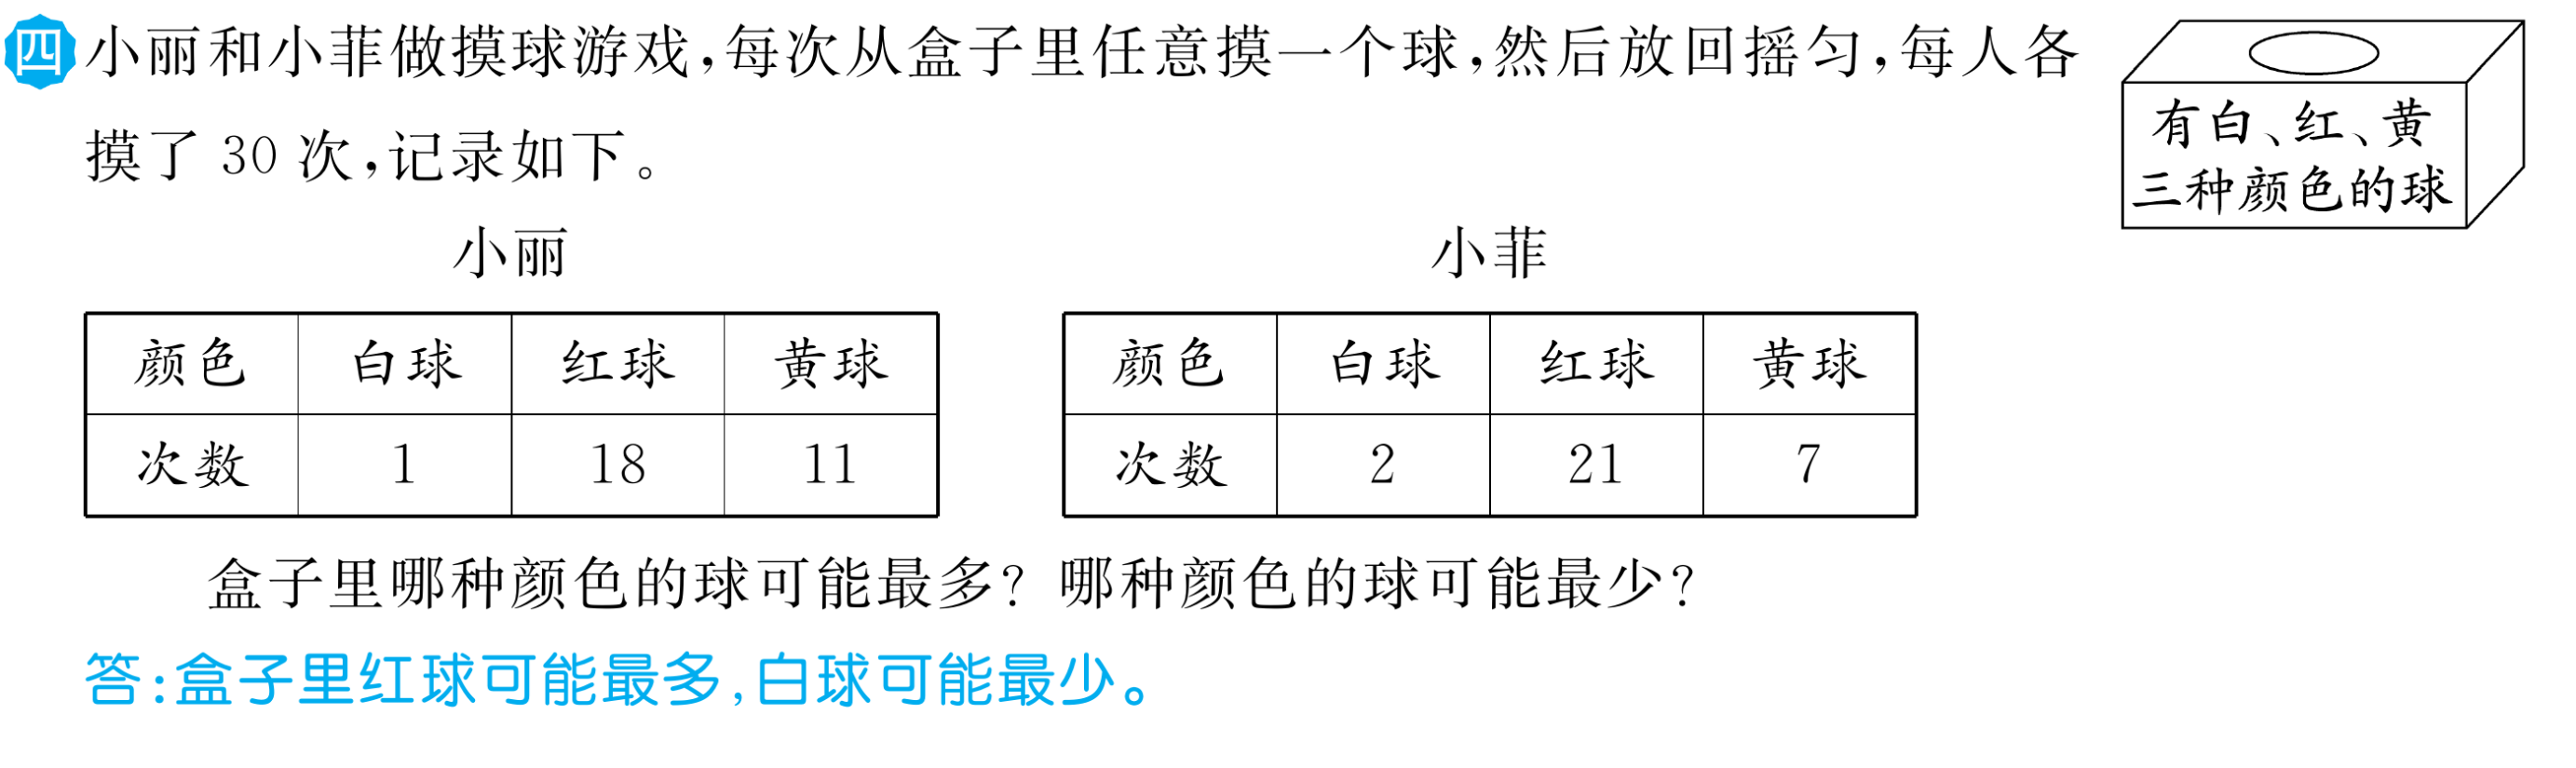 四 小丽和小菲做摸球游戏,每次从盒子里任意摸一个球,然后放回摇匀,每人各
摸了 30 次,记录如下。
有白、红、黄
三种颜色的球
小丽
颜色 白球 红球 黄球
次数 1 18 11
小菲
颜色 白球 红球 黄球
次数 2 21 7
盒子里哪种颜色的球可能最多? 哪种颜色的球可能最少?
答:盒子里红球可能最多,白球可能最少。